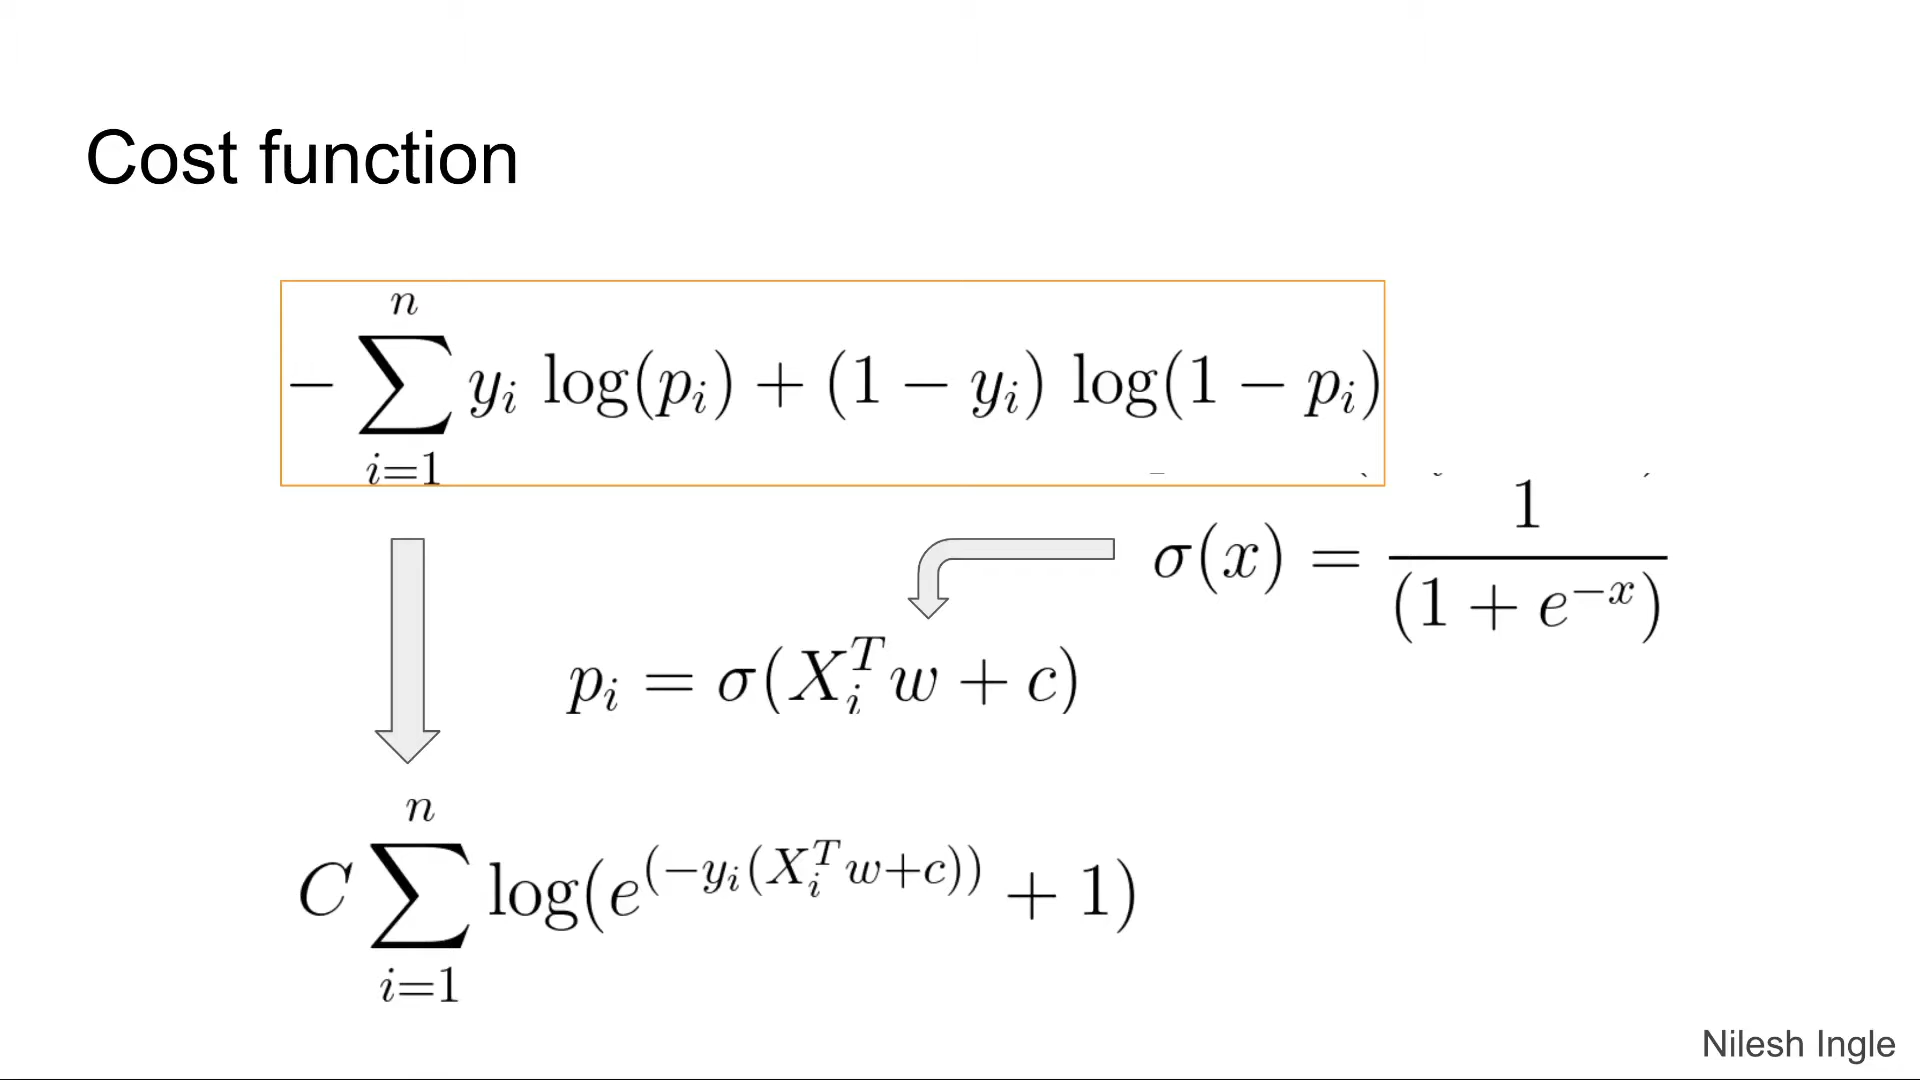 Cost function
$-\sum_{i=1}^{n} y_i \log(p_i) + (1 - y_i) \log(1 - p_i)$
$\sigma(x) = \frac{1}{(1 + e^{-x})}$
$p_i = \sigma(X_i^T w + c)$
$C \sum_{i=1}^{n} \log(e^{(-y_i(X_i^T w + c))} + 1)$
Nilesh Ingle